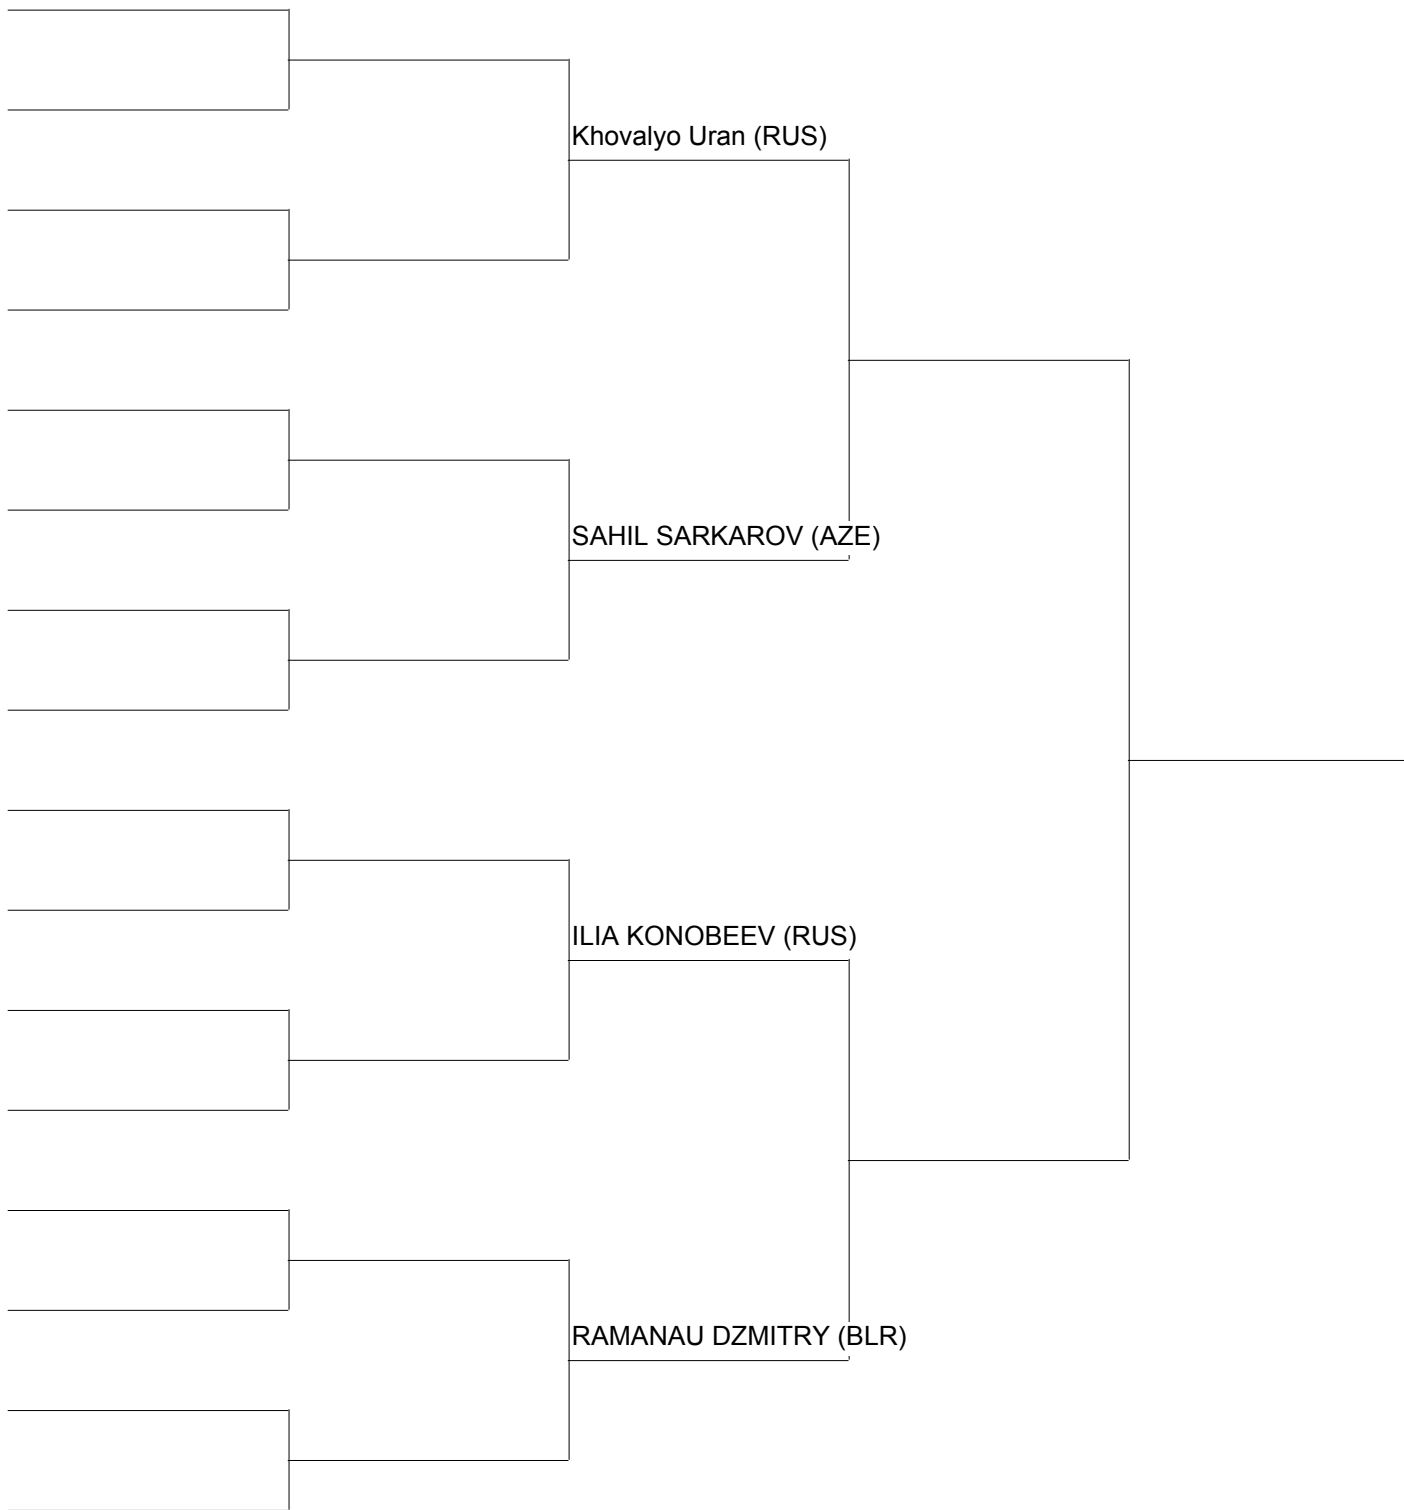 Khovalyo Uran (RUS)
SAHIL SARKAROV (AZE)
ILIA KONOBEEV (RUS)
RAMANAU DZMITRY (BLR)